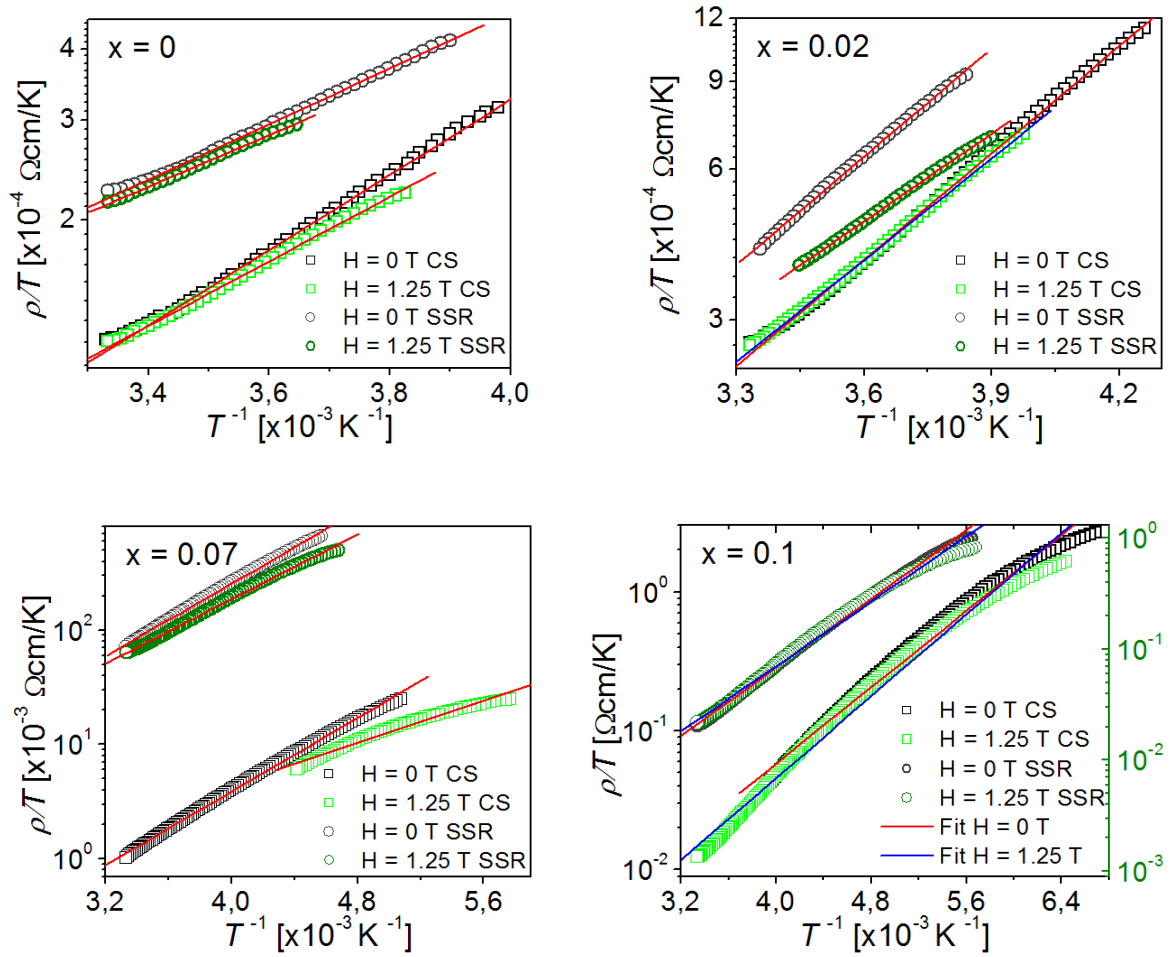 x = 0
4
3
2
ρ/T [x10⁻⁴ Ωcm/K]
H = 0 T CS
H = 1.25 T CS
H = 0 T SSR
H = 1.25 T SSR
3,4 3,6 3,8 4,0
T⁻¹ [x10⁻³ K⁻¹]
x = 0.02
12
9
6
3
ρ/T [x10⁻⁴ Ωcm/K]
H = 0 T CS
H = 1.25 T CS
H = 0 T SSR
H = 1.25 T SSR
3,3 3,6 3,9 4,2
T⁻¹ [x10⁻³ K⁻¹]
x = 0.07
10²
10¹
10⁰
ρ/T [x10⁻³ Ωcm/K]
H = 0 T CS
H = 1.25 T CS
H = 0 T SSR
H = 1.25 T SSR
3,2 4,0 4,8 5,6
T⁻¹ [x10⁻³ K⁻¹]
x = 0.1
10⁰
10⁻¹
10⁻²
ρ/T [Ωcm/K]
H = 0 T CS
H = 1.25 T CS
H = 0 T SSR
H = 1.25 T SSR
Fit H = 0 T
Fit H = 1.25 T
10⁰
10⁻¹
10⁻²
10⁻³
3,2 4,0 4,8 5,6 6,4
T⁻¹ [x10⁻³ K⁻¹]